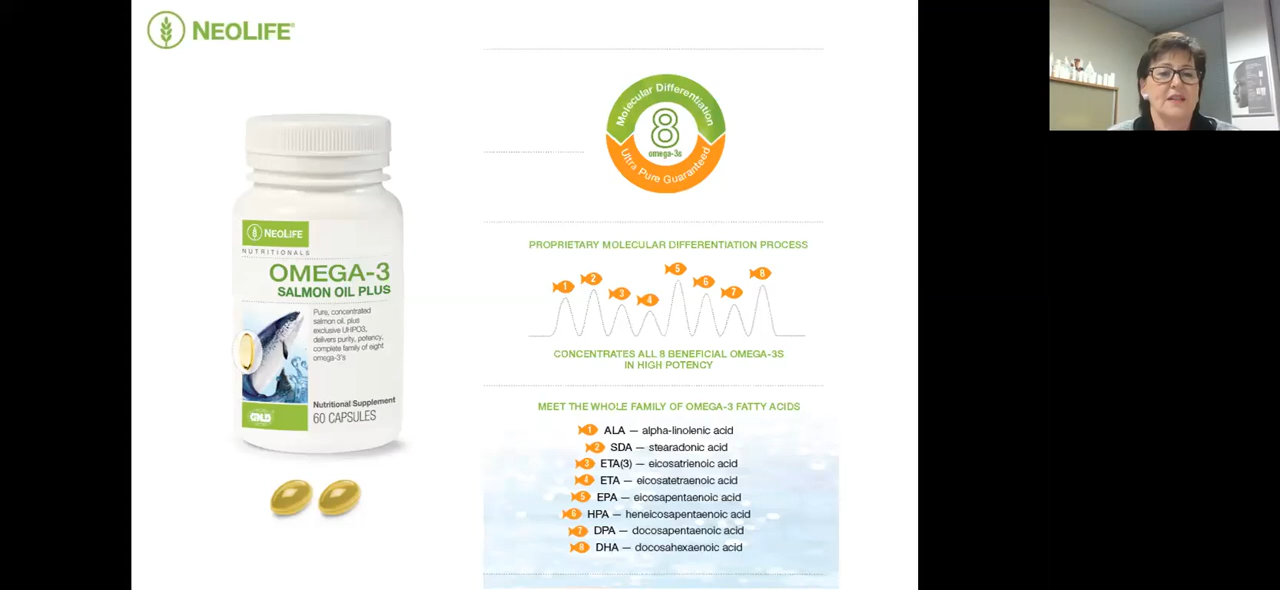 NEOLIFE
Molecular Differentiation
8
omega-3s
Ultra Pure Guaranteed
NEOLIFE
NUTRITIONALS
OMEGA-3
SALMON OIL PLUS
Pure, concentrated
salmon oil, plus
exclusive UHPO3,
delivers purity, potency,
complete family of eight
omega-3's
Nutritional Supplement
60 CAPSULES
GNLD
PROPRIETARY MOLECULAR DIFFERENTIATION PROCESS
1 2 3 4 5 6 7 8
CONCENTRATES ALL 8 BENEFICIAL OMEGA-3S
IN HIGH POTENCY
MEET THE WHOLE FAMILY OF OMEGA-3 FATTY ACIDS
1 ALA — alpha-linolenic acid
2 SDA — stearadonic acid
3 ETA(3) — eicosatrienoic acid
4 ETA — eicosatetraenoic acid
5 EPA — eicosapentaenoic acid
6 HPA — heneicosapentaenoic acid
7 DPA — docosapentaenoic acid
8 DHA — docosahexaenoic acid